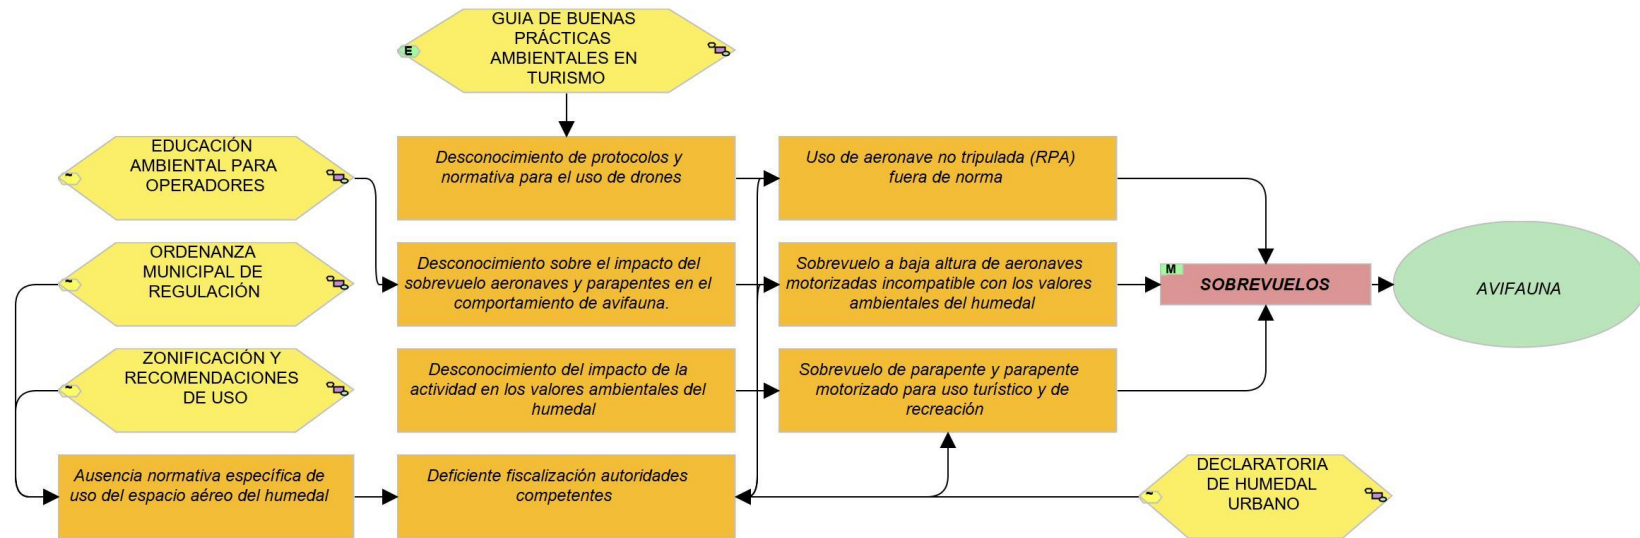 GUIA DE BUENAS
PRÁCTICAS
AMBIENTALES EN
TURISMO
E
EDUCACIÓN
AMBIENTAL PARA
OPERADORES
~
Desconocimiento de protocolos y
normativa para el uso de drones
Uso de aeronave no tripulada (RPA)
fuera de norma
ORDENANZA
MUNICIPAL DE
REGULACIÓN
~
Desconocimiento sobre el impacto del
sobrevuelo aeronaves y parapentes en el
comportamiento de avifauna.
Sobrevuelo a baja altura de aeronaves
motorizadas incompatible con los valores
ambientales del humedal
M
SOBREVUELOS
AVIFAUNA
ZONIFICACIÓN Y
RECOMENDACIONES
DE USO
~
Desconocimiento del impacto de la
actividad en los valores ambientales del
humedal
Sobrevuelo de parapente y parapente
motorizado para uso turístico y de
recreación
Ausencia normativa específica de
uso del espacio aéreo del humedal
Deficiente fiscalización autoridades
competentes
DECLARATORIA
DE HUMEDAL
URBANO
~